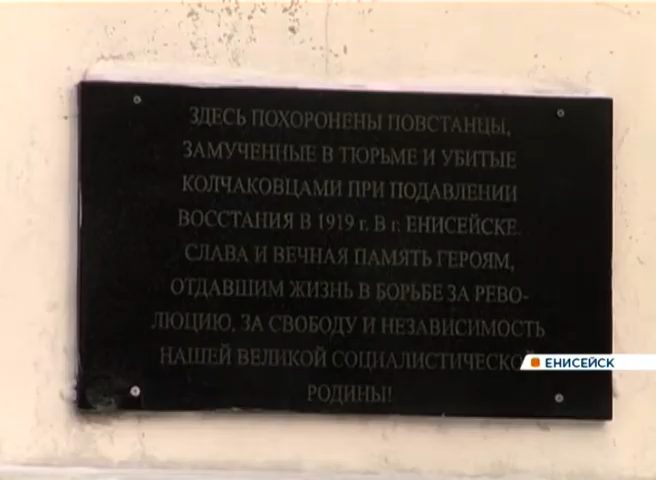 ЗДЕСЬ ПОХОРОНЕНЫ ПОВСТАНЦЫ,
ЗАМУЧЕННЫЕ В ТЮРЬМЕ И УБИТЫЕ
КОЛЧАКОВЦАМИ ПРИ ПОДАВЛЕНИИ
ВОССТАНИЯ В 1919 г. В г. ЕНИСЕЙСКЕ.
СЛАВА И ВЕЧНАЯ ПАМЯТЬ ГЕРОЯМ,
ОТДАВШИМ ЖИЗНЬ В БОРЬБЕ ЗА РЕВО-
ЛЮЦИЮ, ЗА СВОБОДУ И НЕЗАВИСИМОСТЬ
НАШЕЙ ВЕЛИКОЙ СОЦИАЛИСТИЧЕСКОЙ
РОДИНЫ!
ЕНИСЕЙСК